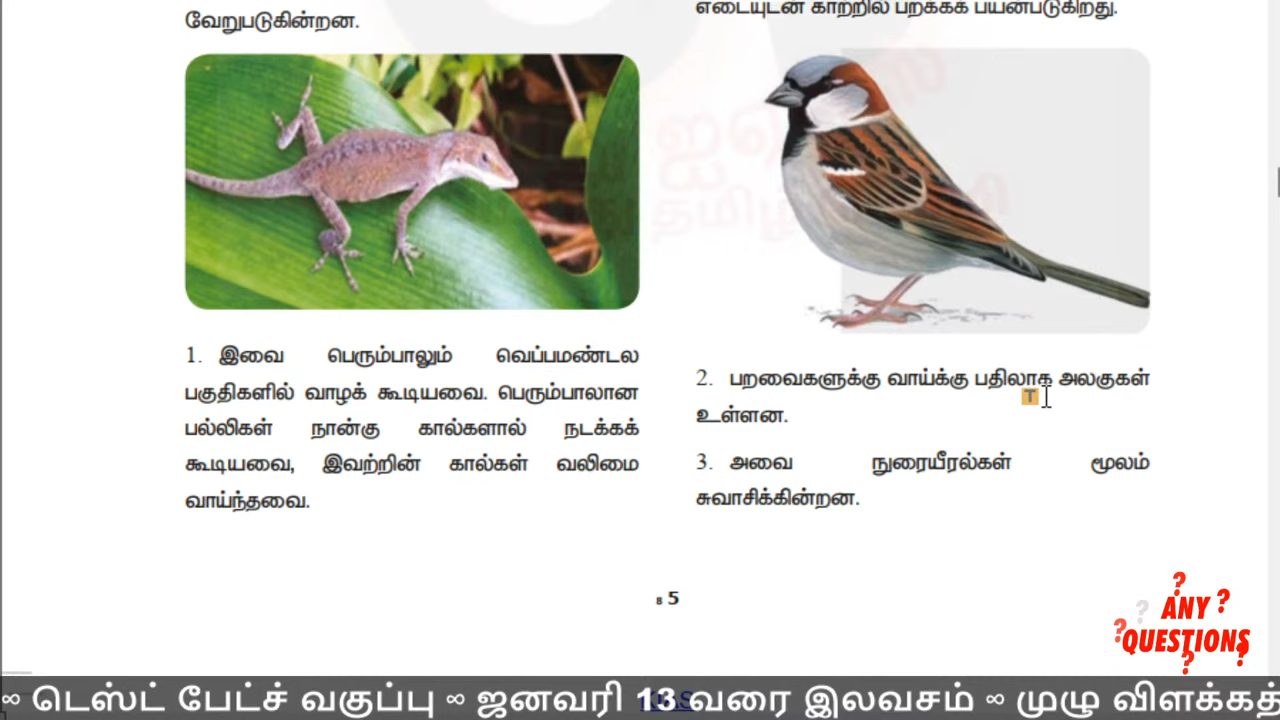 வேறுபடுகின்றன.
1. இவை பெரும்பாலும் வெப்பமண்டல
பகுதிகளில் வாழக் கூடியவை. பெரும்பாலான
பல்லிகள் நான்கு கால்களால் நடக்கக்
கூடியவை, இவற்றின் கால்கள் வலிமை
வாய்ந்தவை.
எடையுடன் காற்றில் பறக்கக் பயன்படுகிறது.
2. பறவைகளுக்கு வாய்க்கு பதிலாக அலகுகள்
உள்ளன.
3. அவை நுரையீரல்கள் மூலம்
சுவாசிக்கின்றன.
8 5
ANY
QUESTIONS
∞ டெஸ்ட் பேட்ச் வகுப்பு ∞ ஜனவரி 13 வரை இலவசம் ∞ முழு விளக்கத்